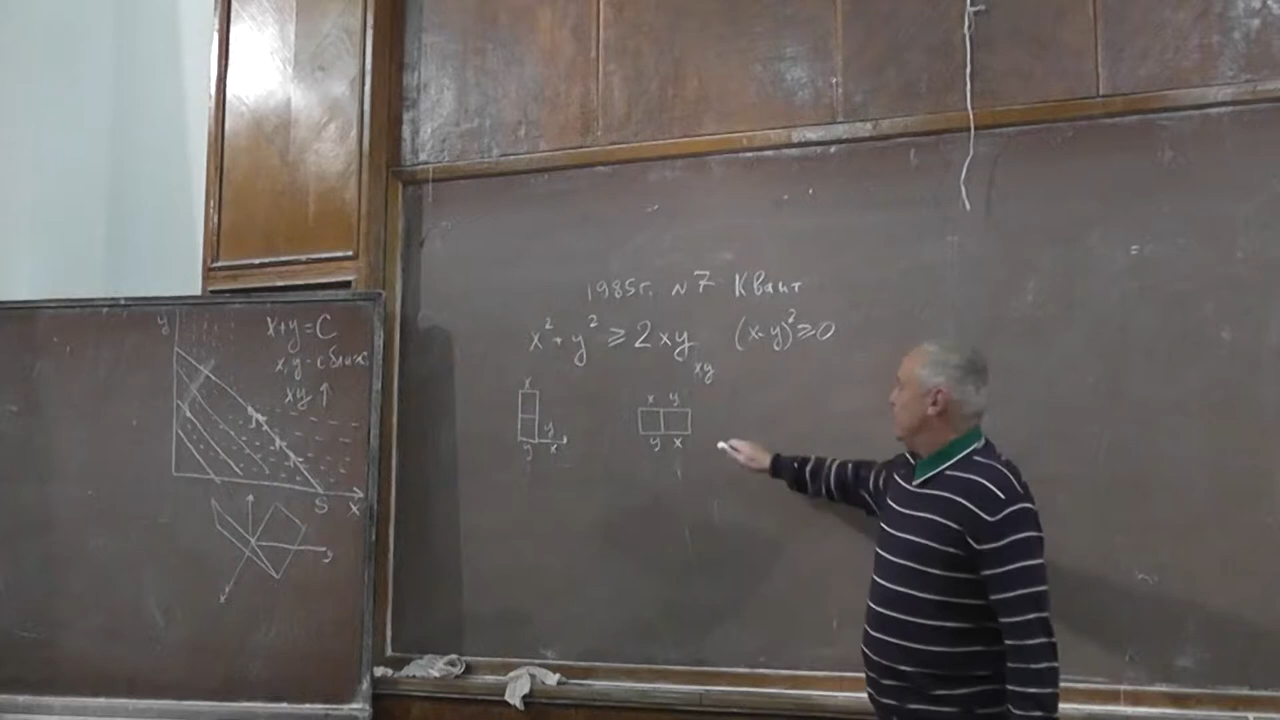 1985г. N7 Квант
x² + y² ≥ 2xy (x-y)² ≥ 0
xy
x
y
y x
x y
y x
y
x+y=C
x, y - сближ
xy ↑
S x
y